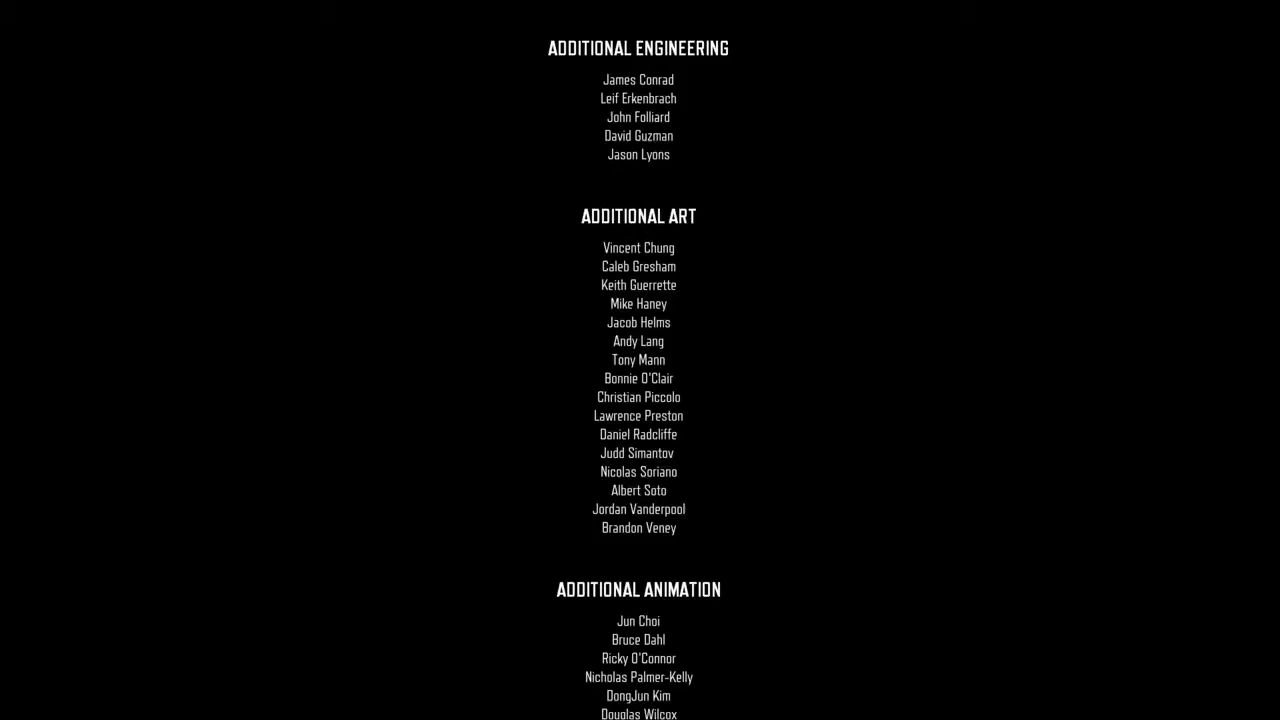 ADDITIONAL ENGINEERING
James Conrad
Leif Erkenbrach
John Folliard
David Guzman
Jason Lyons
ADDITIONAL ART
Vincent Chung
Caleb Gresham
Keith Guerrette
Mike Haney
Jacob Helms
Andy Lang
Tony Mann
Bonnie O'Clair
Christian Piccolo
Lawrence Preston
Daniel Radcliffe
Judd Simantov
Nicolas Soriano
Albert Soto
Jordan Vanderpool
Brandon Veney
ADDITIONAL ANIMATION
Jun Choi
Bruce Dahl
Ricky O'Connor
Nicholas Palmer-Kelly
DongJun Kim
Douglas Wilcox